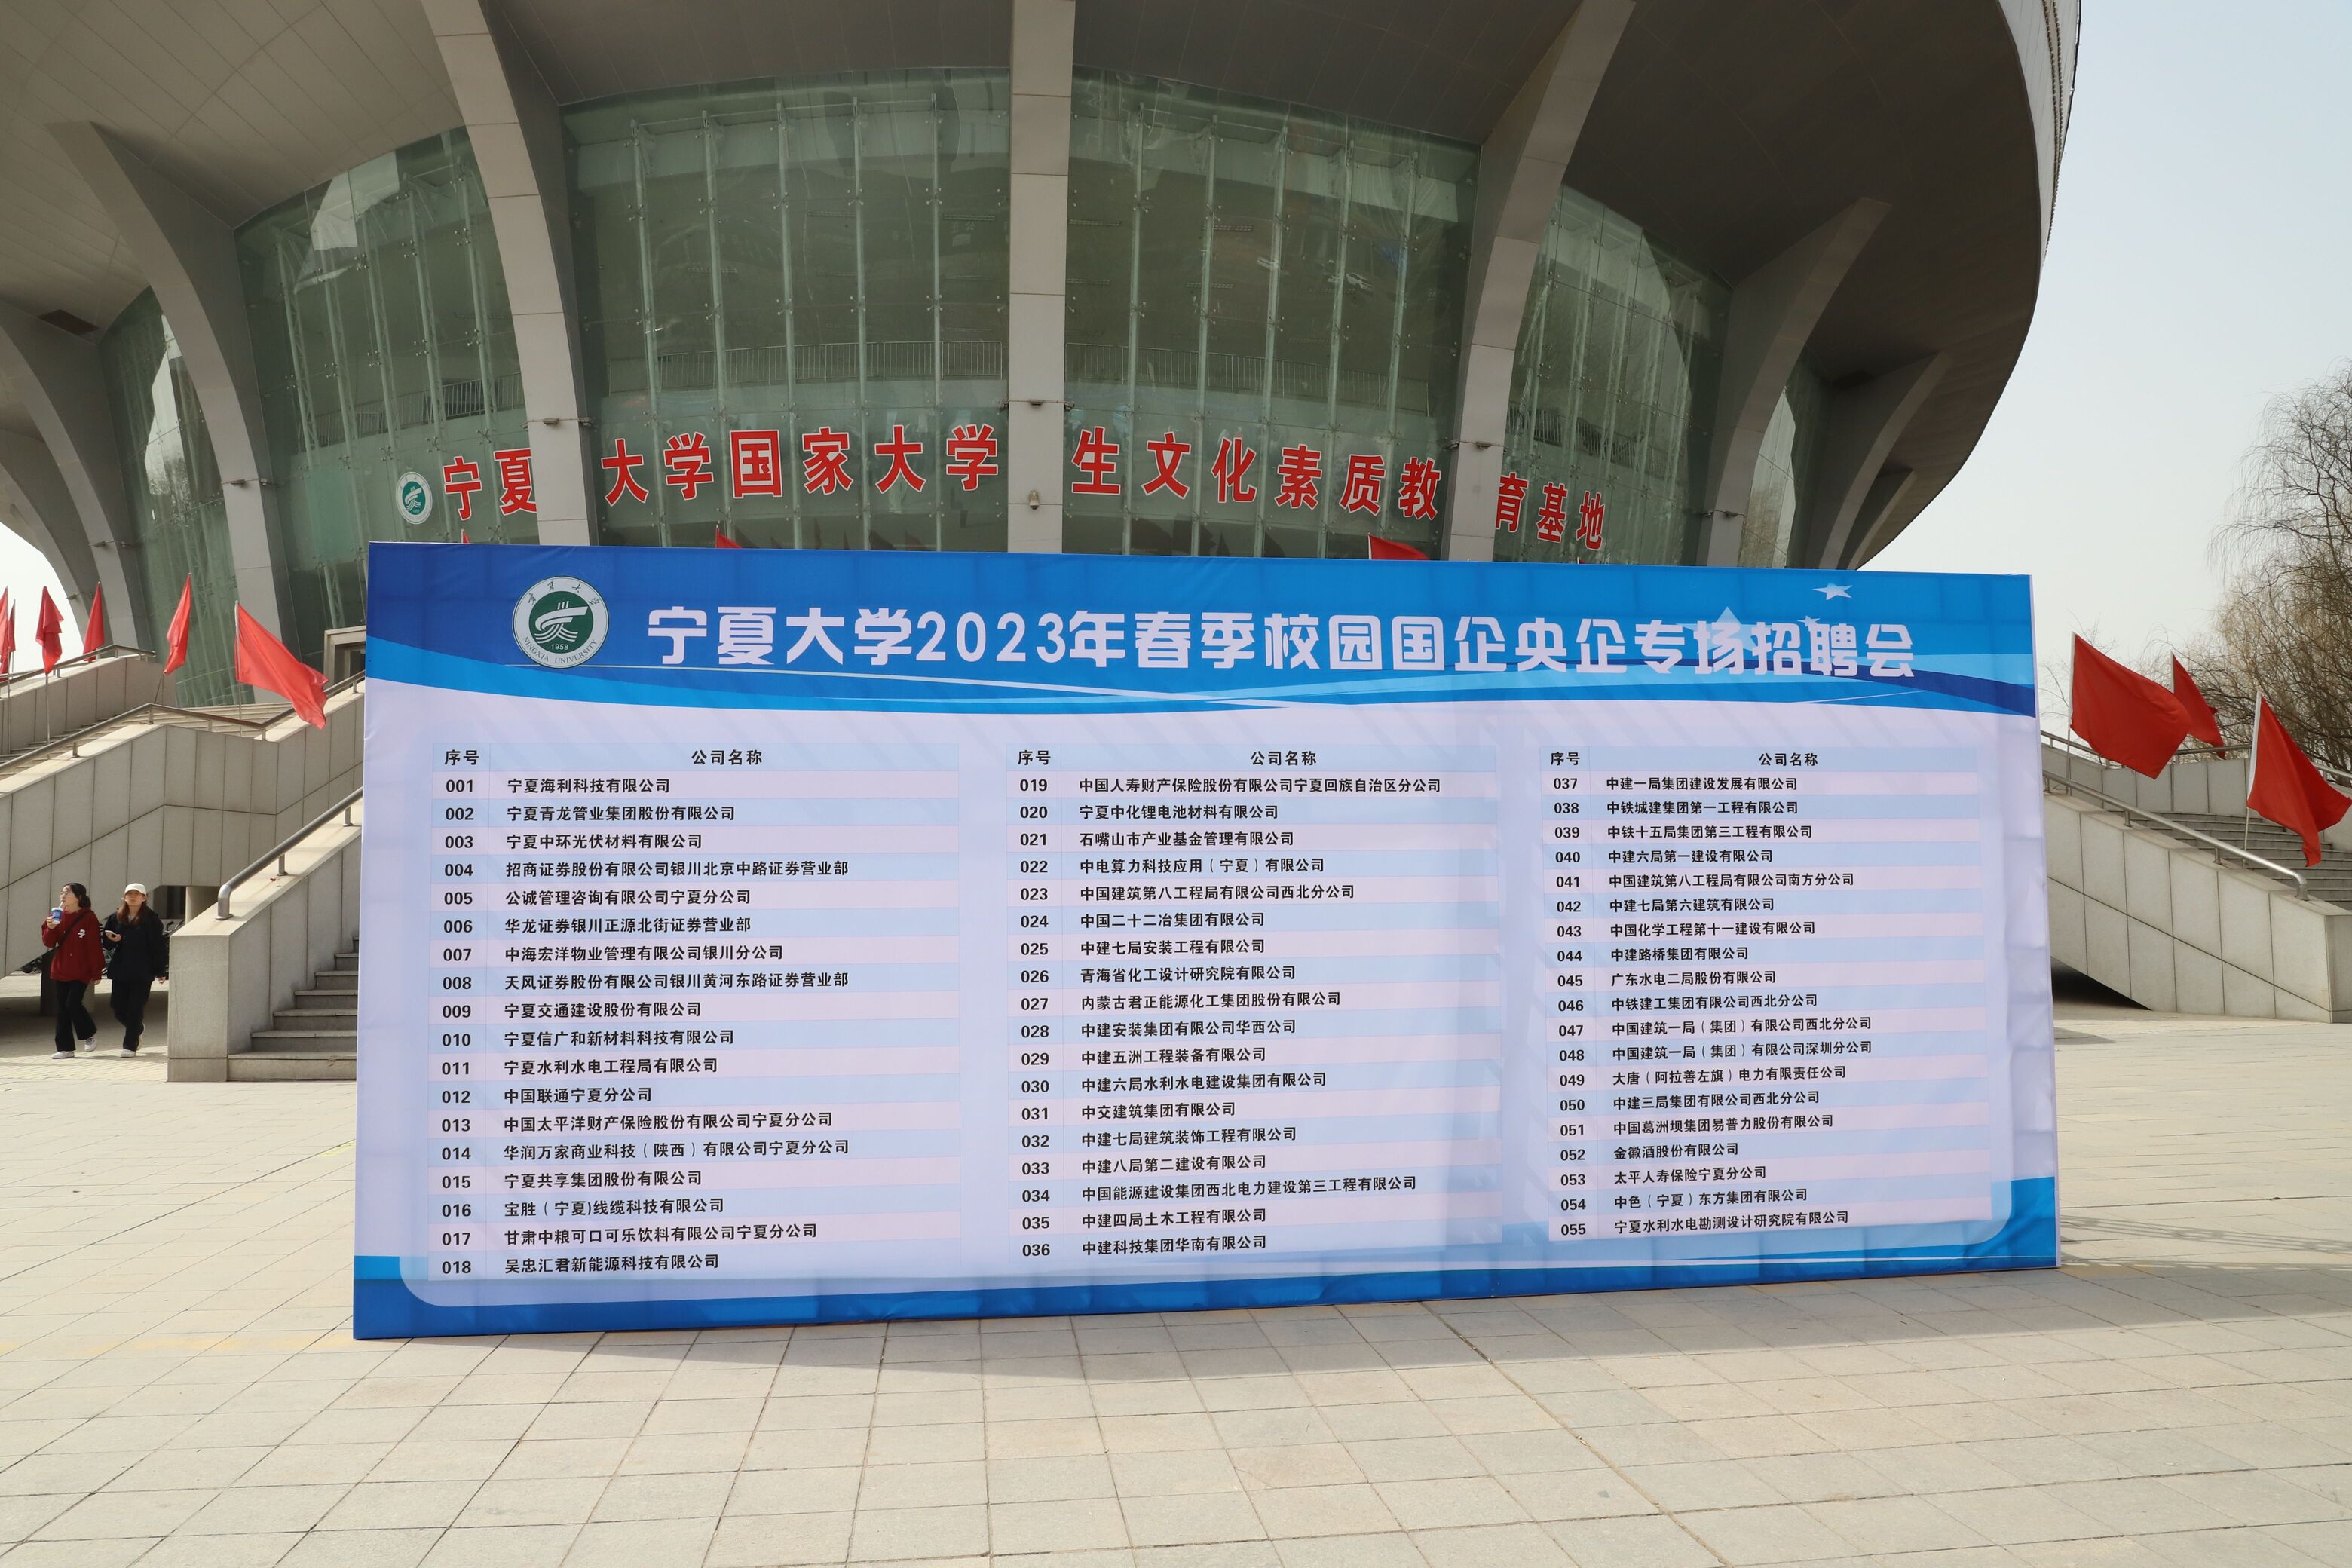 宁夏大学国家大学生文化素质教育基地
宁夏大学
1958
NINGXIA UNIVERSITY
宁夏大学2023年春季校园国企央企专场招聘会
序号 公司名称
001 宁夏海利科技有限公司
002 宁夏青龙管业集团股份有限公司
003 宁夏中环光伏材料有限公司
004 招商证券股份有限公司银川北京中路证券营业部
005 公诚管理咨询有限公司宁夏分公司
006 华龙证券银川正源北街证券营业部
007 中海宏洋物业管理有限公司银川分公司
008 天风证券股份有限公司银川黄河东路证券营业部
009 宁夏交通建设股份有限公司
010 宁夏信广和新材料科技有限公司
011 宁夏水利水电工程局有限公司
012 中国联通宁夏分公司
013 中国太平洋财产保险股份有限公司宁夏分公司
014 华润万家商业科技（陕西）有限公司宁夏分公司
015 宁夏共享集团股份有限公司
016 宝胜（宁夏)线缆科技有限公司
017 甘肃中粮可口可乐饮料有限公司宁夏分公司
018 吴忠汇君新能源科技有限公司
序号 公司名称
019 中国人寿财产保险股份有限公司宁夏回族自治区分公司
020 宁夏中化锂电池材料有限公司
021 石嘴山市产业基金管理有限公司
022 中电算力科技应用（宁夏）有限公司
023 中国建筑第八工程局有限公司西北分公司
024 中国二十二冶集团有限公司
025 中建七局安装工程有限公司
026 青海省化工设计研究院有限公司
027 内蒙古君正能源化工集团股份有限公司
028 中建安装集团有限公司华西公司
029 中建五洲工程装备有限公司
030 中建六局水利水电建设集团有限公司
031 中交建筑集团有限公司
032 中建七局建筑装饰工程有限公司
033 中建八局第二建设有限公司
034 中国能源建设集团西北电力建设第三工程有限公司
035 中建四局土木工程有限公司
036 中建科技集团华南有限公司
序号 公司名称
037 中建一局集团建设发展有限公司
038 中铁城建集团第一工程有限公司
039 中铁十五局集团第三工程有限公司
040 中建六局第一建设有限公司
041 中国建筑第八工程局有限公司南方分公司
042 中建七局第六建筑有限公司
043 中国化学工程第十一建设有限公司
044 中建路桥集团有限公司
045 广东水电二局股份有限公司
046 中铁建工集团有限公司西北分公司
047 中国建筑一局（集团）有限公司西北分公司
048 中国建筑一局（集团）有限公司深圳分公司
049 大唐（阿拉善左旗）电力有限责任公司
050 中建三局集团有限公司西北分公司
051 中国葛洲坝集团易普力股份有限公司
052 金徽酒股份有限公司
053 太平人寿保险宁夏分公司
054 中色（宁夏）东方集团有限公司
055 宁夏水利水电勘测设计研究院有限公司